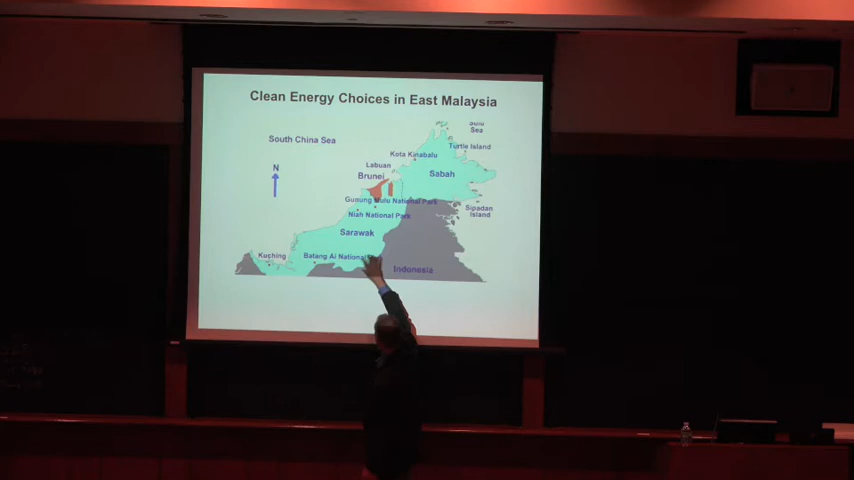 Clean Energy Choices in East Malaysia
Sulu
Sea
South China Sea
Turtle Island
Kota Kinabalu
Labuan
N
Brunei
Sabah
Gunung Mulu National Park
Sipadan
Island
Niah National Park
Sarawak
Kuching
Batang Ai National
Indonesia